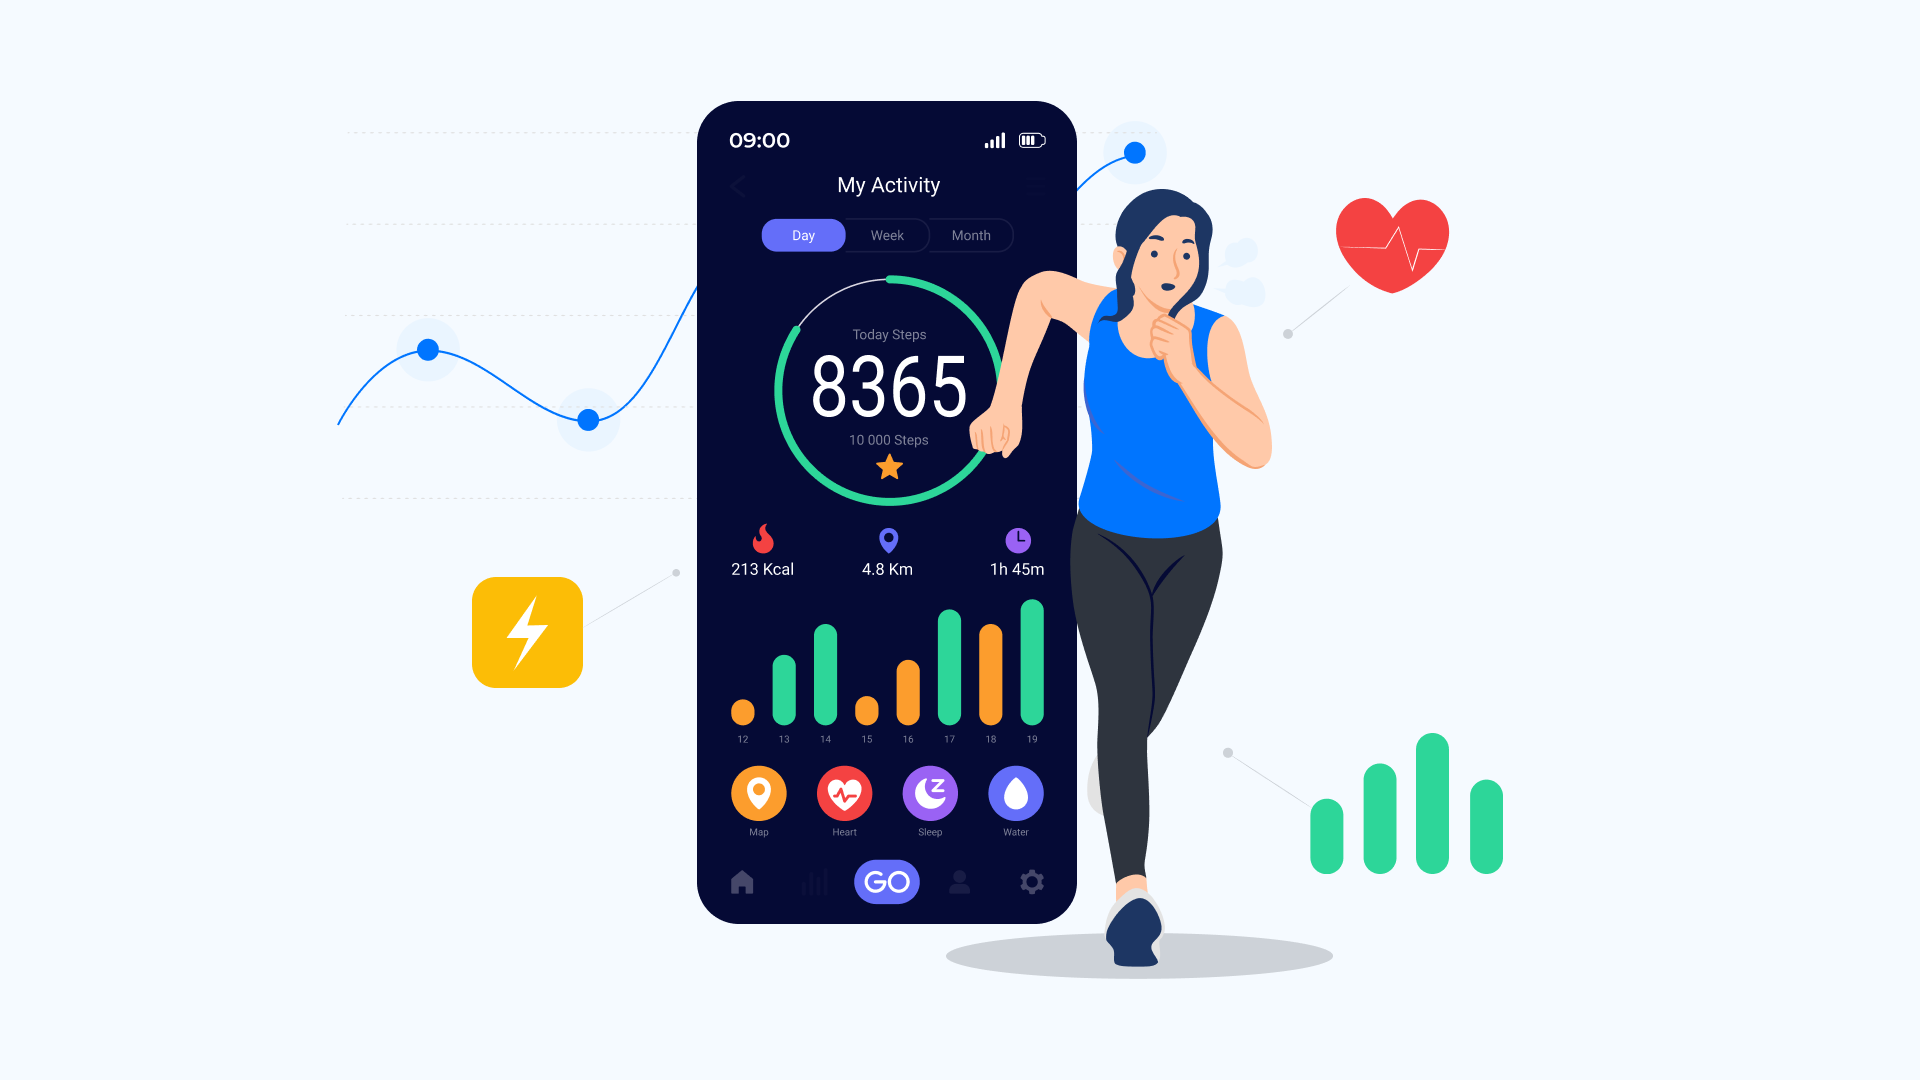 09:00
My Activity
Day Week Month
Today Steps
8365
10 000 Steps
213 Kcal 4.8 Km 1h 45m
12 13 14 15 16 17 18 19
Map Heart Sleep Water
GO